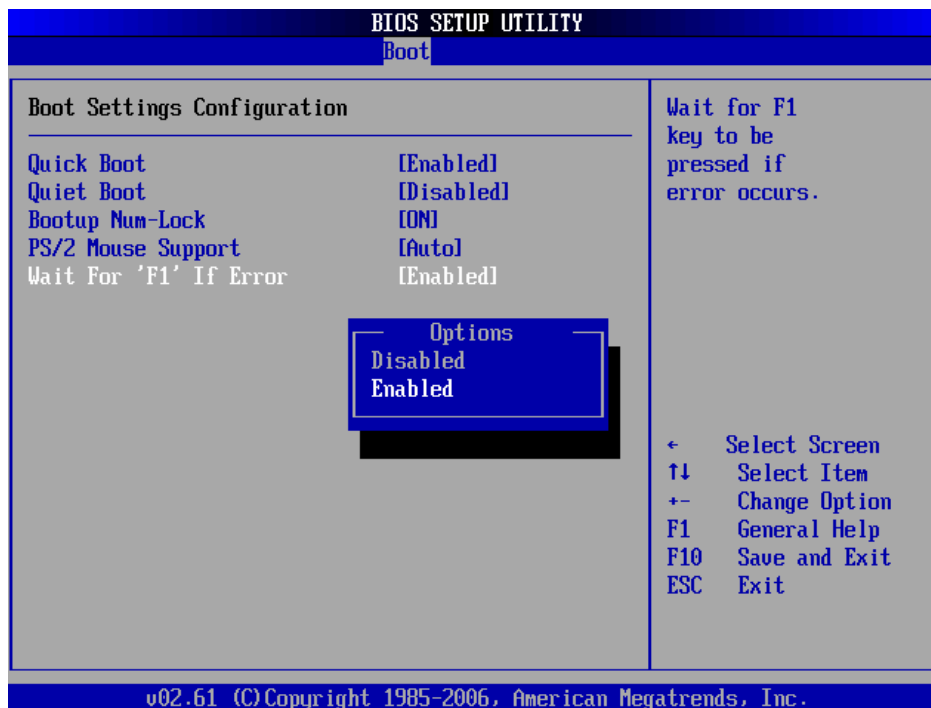 BIOS SETUP UTILITY
Boot
Boot Settings Configuration
Quick Boot [Enabled]
Quiet Boot [Disabled]
Bootup Num-Lock [ON]
PS/2 Mouse Support [Auto]
Wait For 'F1' If Error [Enabled]
Options
Disabled
Enabled
Wait for F1
key to be
pressed if
error occurs.
← Select Screen
↑↓ Select Item
+- Change Option
F1 General Help
F10 Save and Exit
ESC Exit
v02.61 (C)Copyright 1985-2006, American Megatrends, Inc.